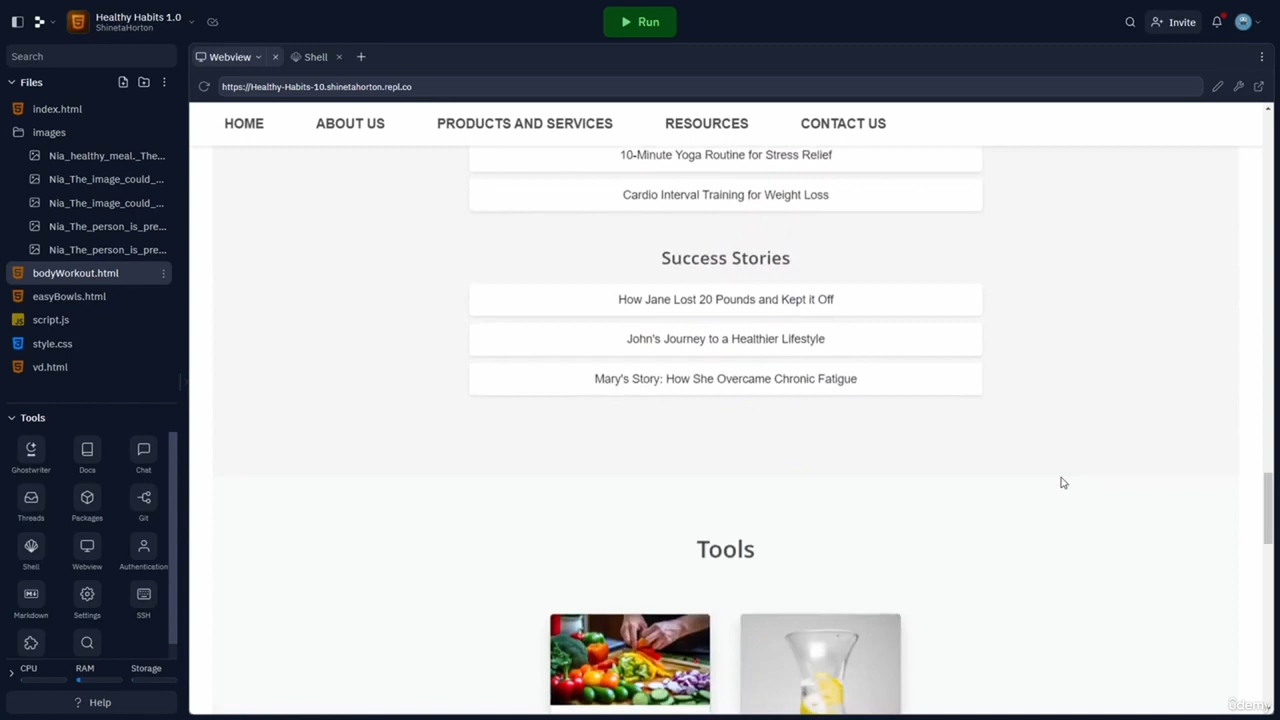 Healthy Habits 1.0
ShinetaHorton
Run
Invite
Search
Files
index.html
images
Nia_healthy_meal._The...
Nia_The_image_could_...
Nia_The_image_could_...
Nia_The_person_is_pre...
Nia_The_person_is_pre...
bodyWorkout.html
easyBowls.html
script.js
style.css
vd.html
Tools
Ghostwriter
Docs
Chat
Threads
Packages
Git
Shell
Webview
Authentication
Markdown
Settings
SSH
CPU
RAM
Storage
Help
Webview
Shell
https://Healthy-Habits-10.shinetahorton.repl.co
HOME
ABOUT US
PRODUCTS AND SERVICES
RESOURCES
CONTACT US
10-Minute Yoga Routine for Stress Relief
Cardio Interval Training for Weight Loss
Success Stories
How Jane Lost 20 Pounds and Kept it Off
John's Journey to a Healthier Lifestyle
Mary's Story: How She Overcame Chronic Fatigue
Tools
ûdemy